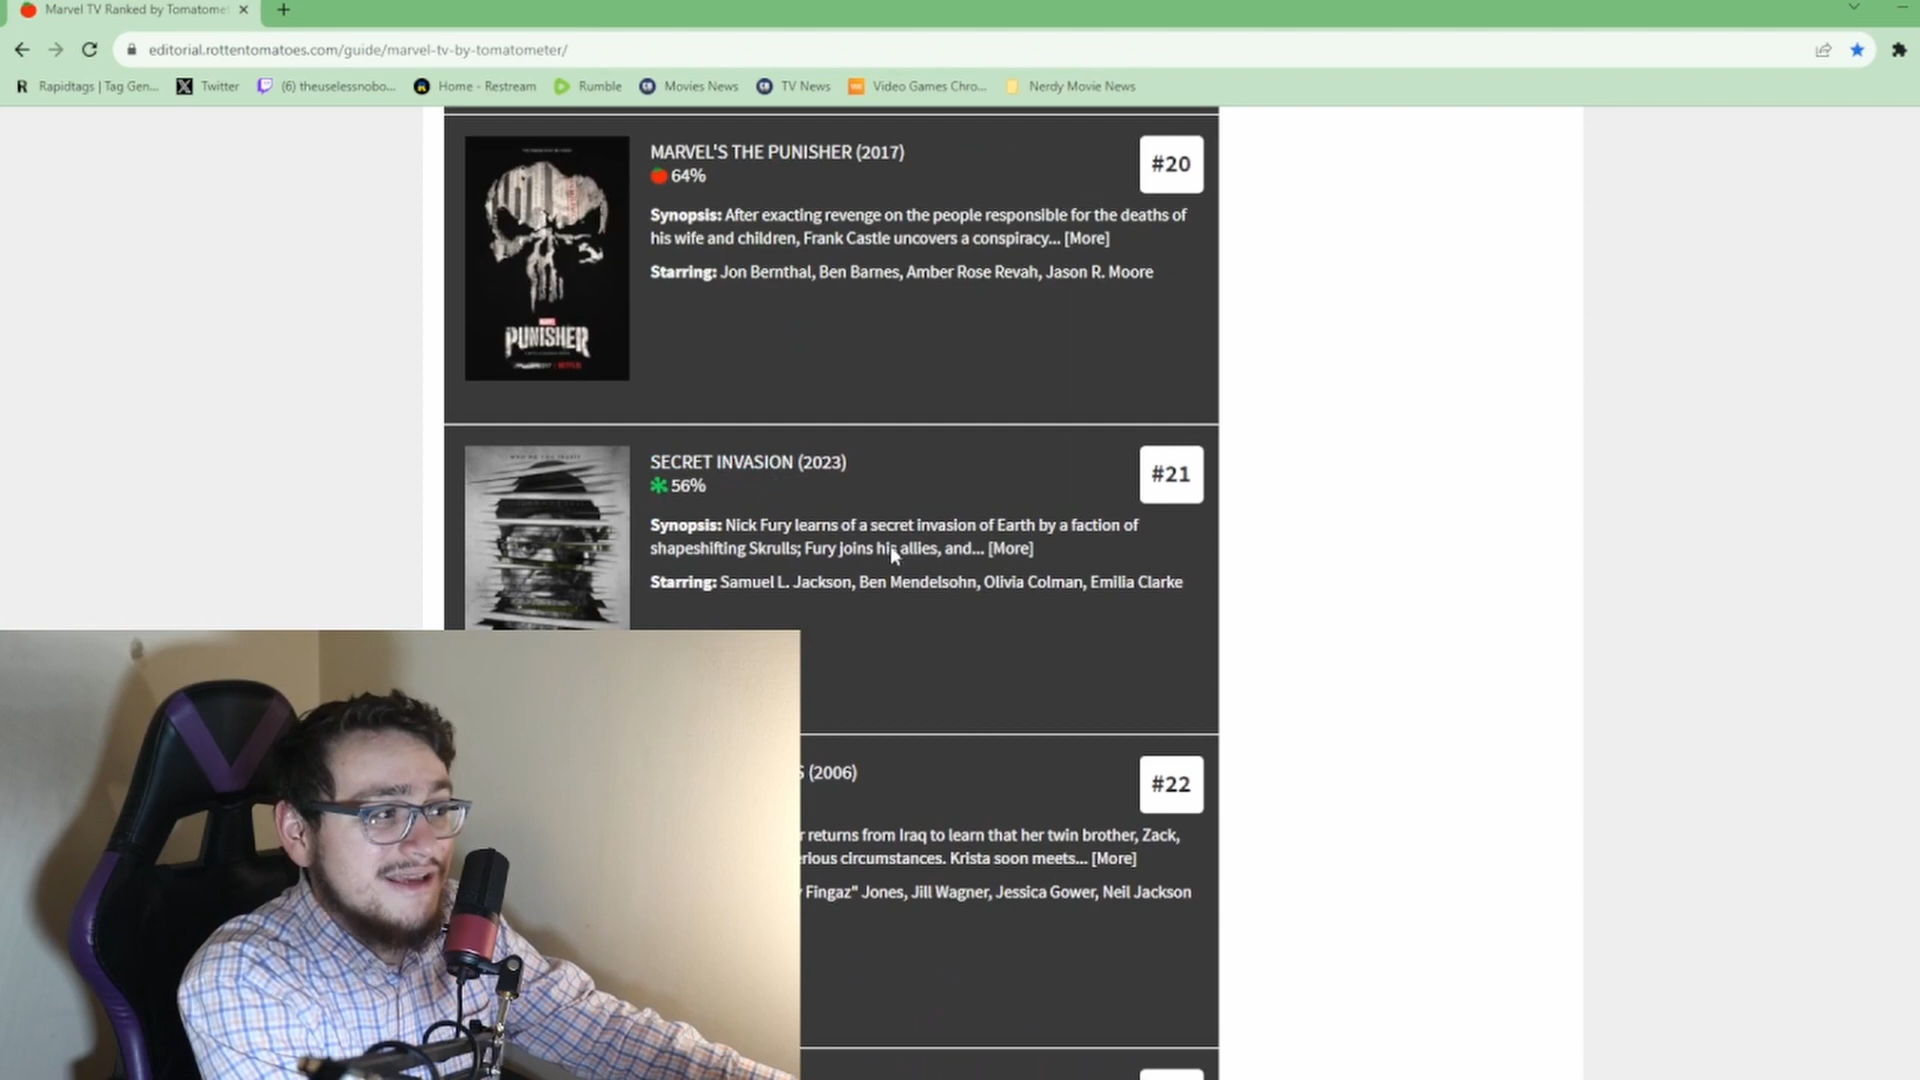 Marvel TV Ranked by Tomatome
editorial.rottentomatoes.com/guide/marvel-tv-by-tomatometer/
R Rapidtags | Tag Gen... X Twitter (6) theuselessnobo... Home - Restream Rumble Movies News TV News Video Games Chro... Nerdy Movie News
MARVEL'S THE PUNISHER (2017)
#20
64%
Synopsis: After exacting revenge on the people responsible for the deaths of
his wife and children, Frank Castle uncovers a conspiracy... [More]
Starring: Jon Bernthal, Ben Barnes, Amber Rose Revah, Jason R. Moore
MARVEL
PUNISHER
NETFLIX
SECRET INVASION (2023)
#21
56%
Synopsis: Nick Fury learns of a secret invasion of Earth by a faction of
shapeshifting Skrulls; Fury joins his allies, and... [More]
Starring: Samuel L. Jackson, Ben Mendelsohn, Olivia Colman, Emilia Clarke
S (2006)
#22
r returns from Iraq to learn that her twin brother, Zack,
erious circumstances. Krista soon meets... [More]
y Fingaz" Jones, Jill Wagner, Jessica Gower, Neil Jackson